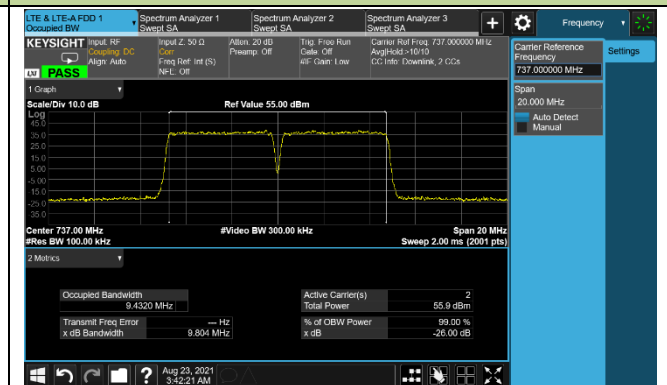 LTE & LTE-A FDD 1
Occupied BW
Spectrum Analyzer 1
Swept SA
Spectrum Analyzer 2
Swept SA
Spectrum Analyzer 3
Swept SA
+
Frequency
KEYSIGHT
LXI PASS
Input: RF
Coupling: DC
Align: Auto
Input Z: 50 Ω
Corr
Freq Ref: Int (S)
NFE: Off
Atten: 20 dB
Preamp: Off
Trig: Free Run
Gate: Off
#IF Gain: Low
Carrier Ref Freq: 737.000000 MHz
Avg|Hold:>10/10
CC Info: Downlink, 2 CCs
Carrier Reference
Frequency
737.000000 MHz
Settings
Span
20.000 MHz
Auto Detect
Manual
1 Graph
Scale/Div 10.0 dB
Ref Value 55.00 dBm
Log
45.0
35.0
25.0
15.0
5.00
-5.00
-15.0
-25.0
-35.0
Center 737.00 MHz
#Res BW 100.00 kHz
#Video BW 300.00 kHz
Span 20 MHz
Sweep 2.00 ms (2001 pts)
2 Metrics
Occupied Bandwidth
9.4320 MHz
Active Carrier(s) 2
Total Power 55.9 dBm
Transmit Freq Error --- Hz
x dB Bandwidth 9.804 MHz
% of OBW Power 99.00 %
x dB -26.00 dB
?
Aug 23, 2021
3:42:21 AM